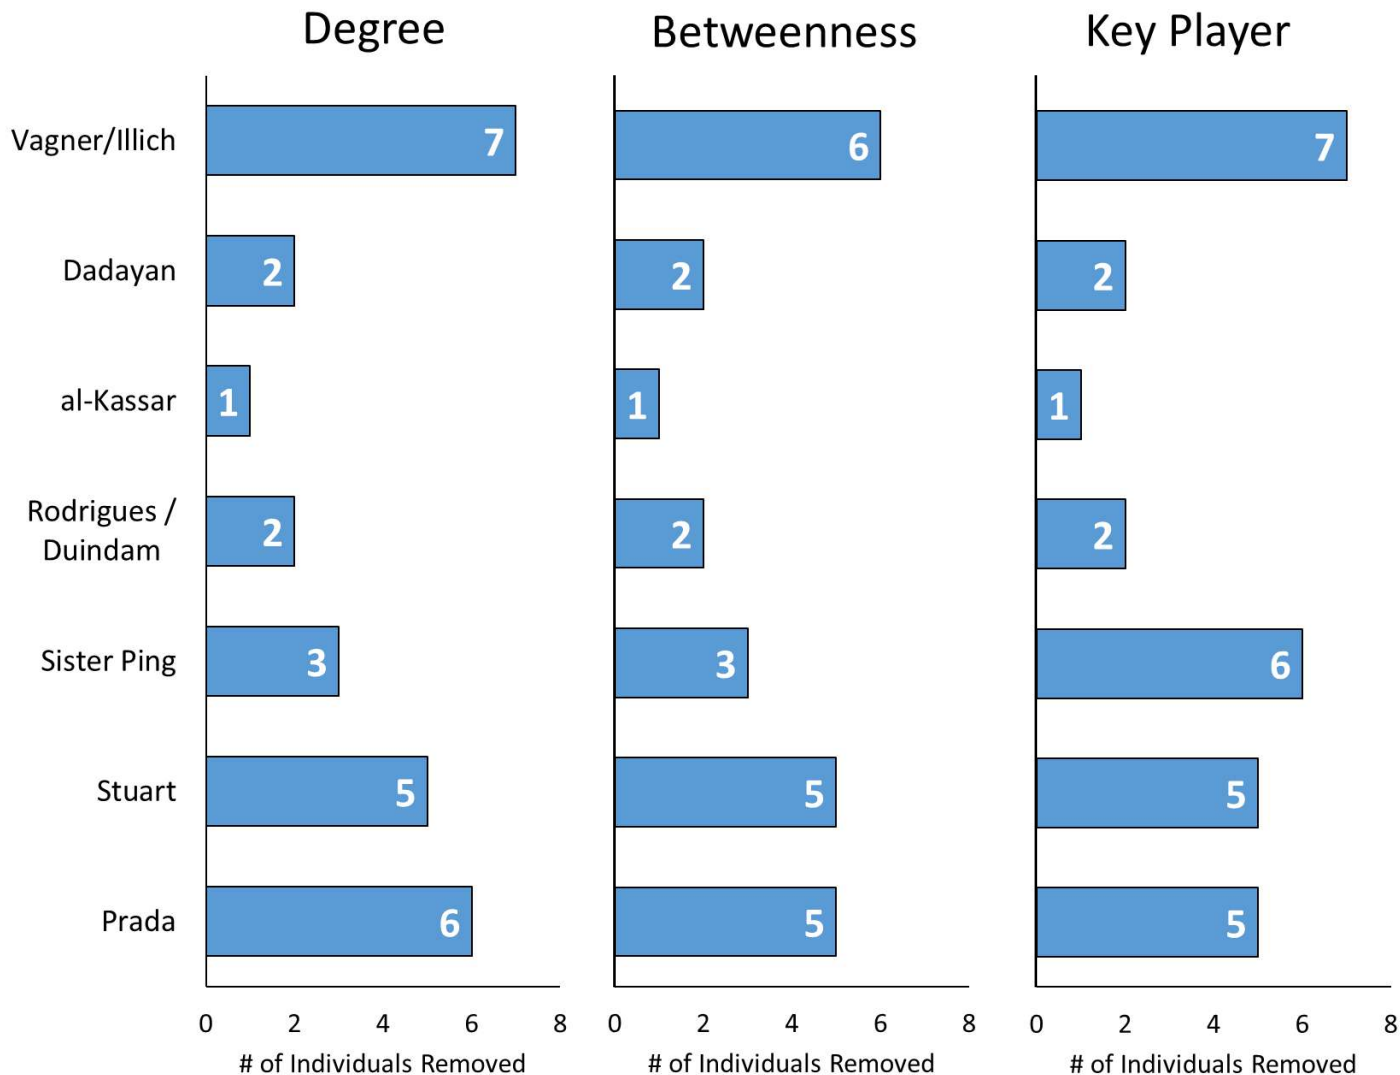 Degree
Betweenness
Key Player
Vagner/Illich
7
6
7
Dadayan
2
2
2
al-Kassar
1
1
1
Rodrigues /
Duindam
2
2
2
Sister Ping
3
3
6
Stuart
5
5
5
Prada
6
5
5
0 2 4 6 8
0 2 4 6 8
0 2 4 6 8
# of Individuals Removed
# of Individuals Removed
# of Individuals Removed